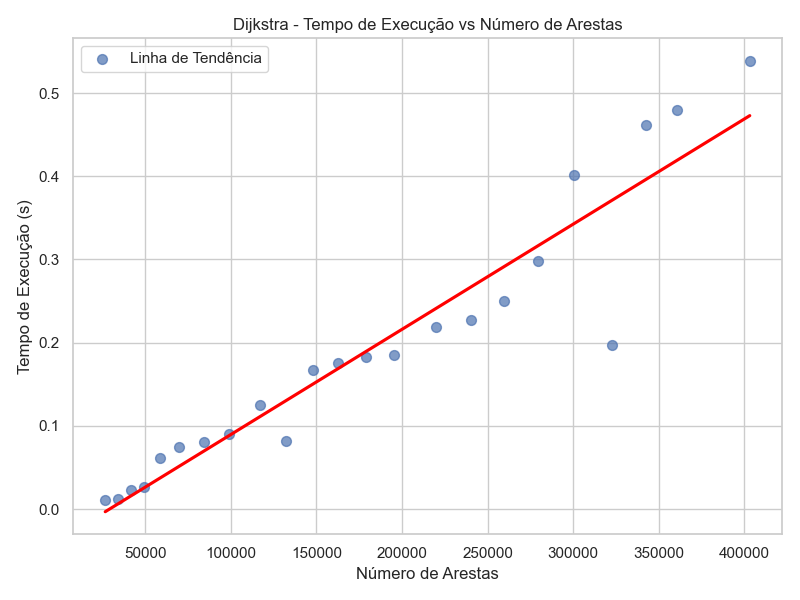 Dijkstra - Tempo de Execução vs Número de Arestas
Linha de Tendência
0.5
0.4
0.3
0.2
0.1
0.0
Tempo de Execução (s)
50000 100000 150000 200000 250000 300000 350000 400000
Número de Arestas